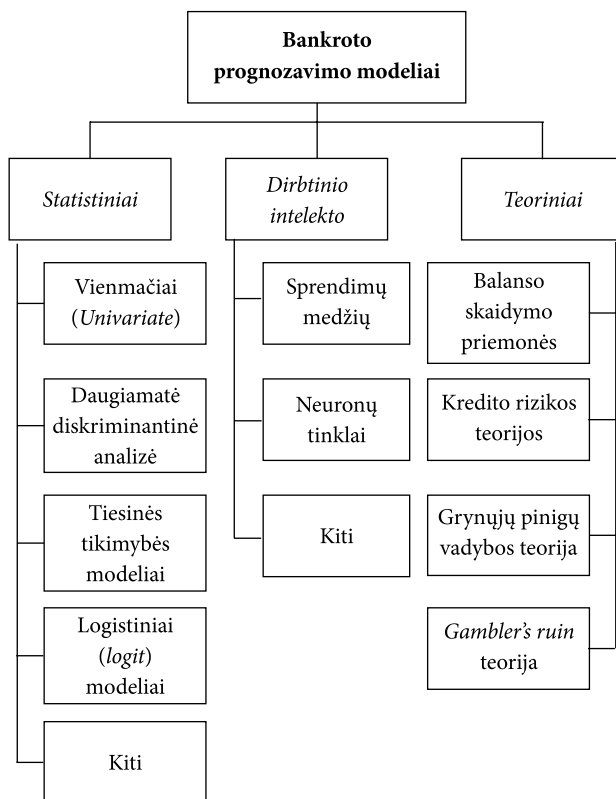 Bankroto
prognozavimo modeliai
Statistiniai
Vienmačiai
(Univariate)
Daugiamatė
diskriminantinė
analizė
Tiesinės
tikimybės
modeliai
Logistiniai
(logit)
modeliai
Kiti
Dirbtinio
intelekto
Sprendimų
medžių
Neuronų
tinklai
Kiti
Teoriniai
Balanso
skaidymo
priemonės
Kredito rizikos
teorijos
Grynųjų pinigų
vadybos teorija
Gambler’s ruin
teorija